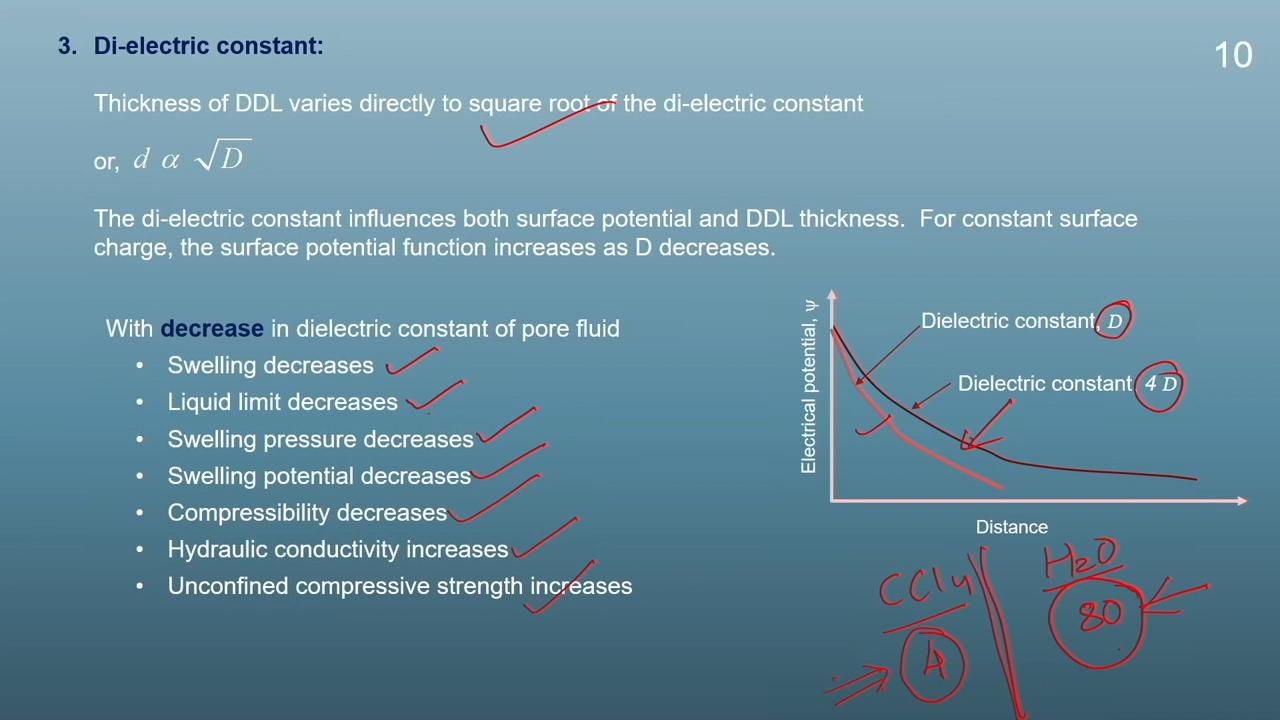 3. Di-electric constant:
10
Thickness of DDL varies directly to square root of the di-electric constant
or, d α √D
The di-electric constant influences both surface potential and DDL thickness. For constant surface
charge, the surface potential function increases as D decreases.
With decrease in dielectric constant of pore fluid
• Swelling decreases
• Liquid limit decreases
• Swelling pressure decreases
• Swelling potential decreases
• Compressibility decreases
• Hydraulic conductivity increases
• Unconfined compressive strength increases
Electrical potential, ψ
Dielectric constant, D
Dielectric constant 4 D
Distance
CCl4
H2O
80